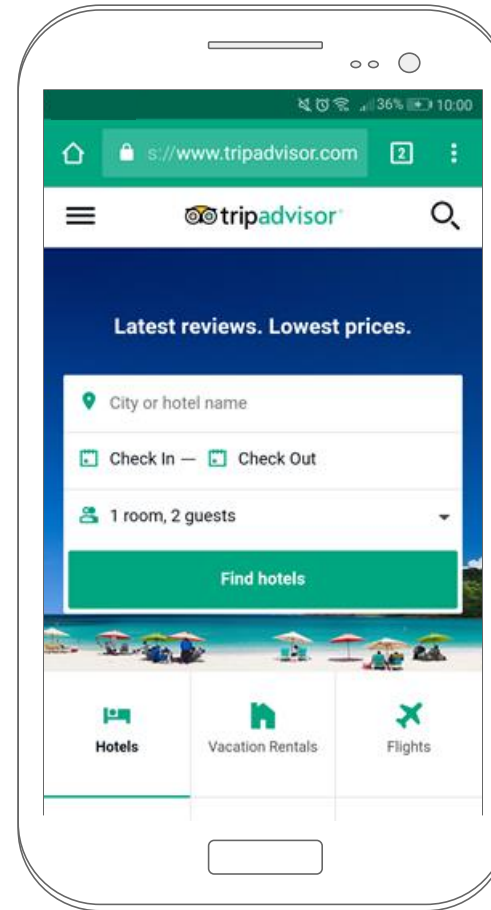 36% 10:00
s://www.tripadvisor.com 2
tripadvisor
Latest reviews. Lowest prices.
City or hotel name
Check In — Check Out
1 room, 2 guests
Find hotels
Hotels Vacation Rentals Flights